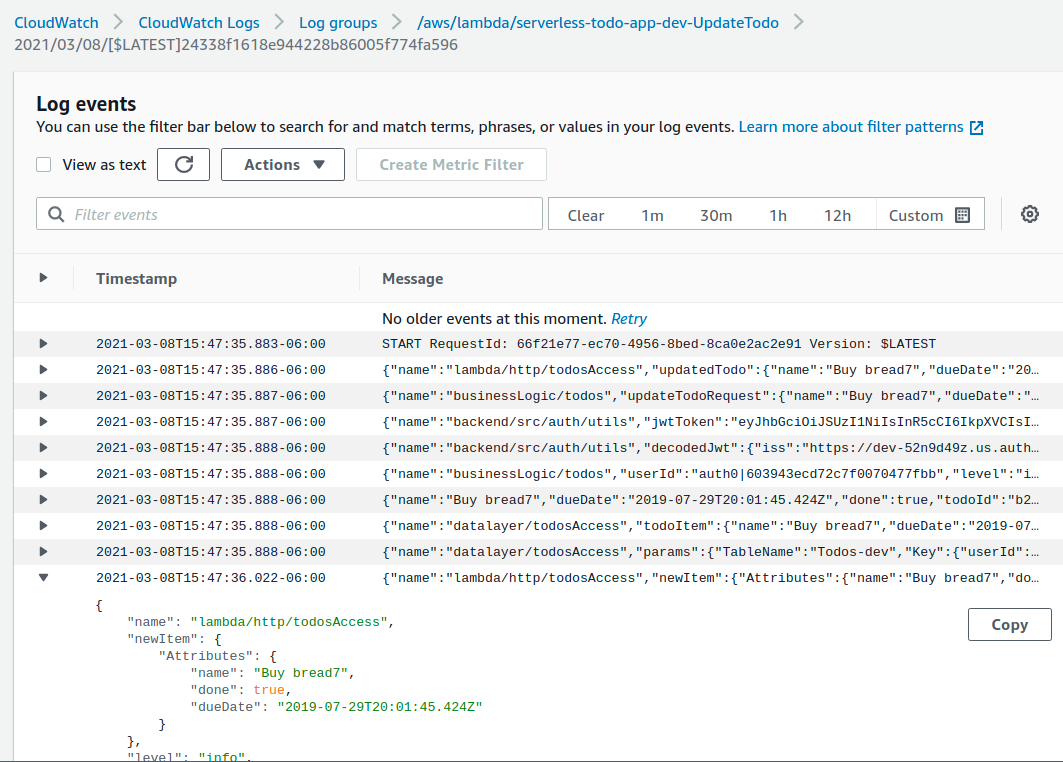 CloudWatch > CloudWatch Logs > Log groups > /aws/lambda/serverless-todo-app-dev-UpdateTodo >
2021/03/08/[$LATEST]24338f1618e944228b86005f774fa596
Log events
You can use the filter bar below to search for and match terms, phrases, or values in your log events. Learn more about filter patterns
View as text Actions Create Metric Filter
Filter events Clear 1m 30m 1h 12h Custom
Timestamp Message
No older events at this moment. Retry
2021-03-08T15:47:35.883-06:00 START RequestId: 66f21e77-ec70-4956-8bed-8ca0e2ac2e91 Version: $LATEST
2021-03-08T15:47:35.886-06:00 {"name":"lambda/http/todosAccess","updatedTodo":{"name":"Buy bread7","dueDate":"20…
2021-03-08T15:47:35.887-06:00 {"name":"businessLogic/todos","updateTodoRequest":{"name":"Buy bread7","dueDate":"…
2021-03-08T15:47:35.887-06:00 {"name":"backend/src/auth/utils","jwtToken":"eyJhbGciOiJSUzI1NiIsInR5cCI6IkpXVCIsI…
2021-03-08T15:47:35.888-06:00 {"name":"backend/src/auth/utils","decodedJwt":{"iss":"https://dev-52n9d49z.us.auth…
2021-03-08T15:47:35.888-06:00 {"name":"businessLogic/todos","userId":"auth0|603943ecd72c7f0070477fbb","level":"i…
2021-03-08T15:47:35.888-06:00 {"name":"Buy bread7","dueDate":"2019-07-29T20:01:45.424Z","done":true,"todoId":"b2…
2021-03-08T15:47:35.888-06:00 {"name":"datalayer/todosAccess","todoItem":{"name":"Buy bread7","dueDate":"2019-07…
2021-03-08T15:47:35.888-06:00 {"name":"datalayer/todosAccess","params":{"TableName":"Todos-dev","Key":{"userId":…
2021-03-08T15:47:36.022-06:00 {"name":"lambda/http/todosAccess","newItem":{"Attributes":{"name":"Buy bread7","do…
{
Copy
"name": "lambda/http/todosAccess",
"newItem": {
"Attributes": {
"name": "Buy bread7",
"done": true,
"dueDate": "2019-07-29T20:01:45.424Z"
}
},
"level": "info",